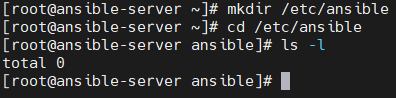 [root@ansible-server ~]# mkdir /etc/ansible
[root@ansible-server ~]# cd /etc/ansible
[root@ansible-server ansible]# ls -l
total 0
[root@ansible-server ansible]#